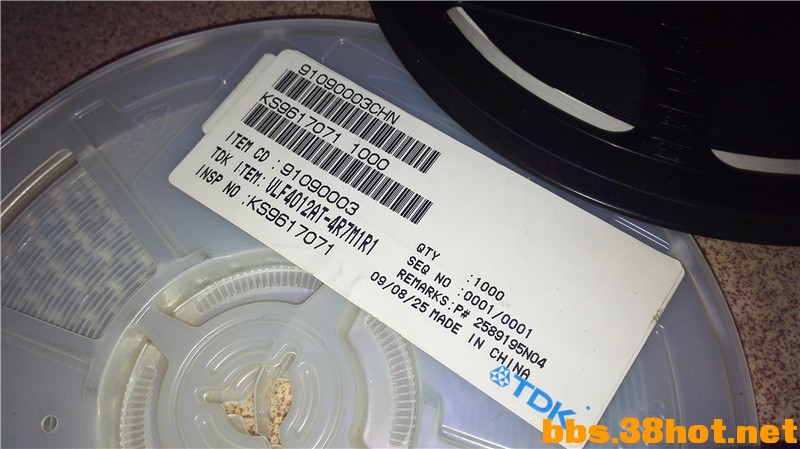 91090003CHN
KS9617071 1000
ITEM CD : 91090003
TDK ITEM: VLF4012AT-4R7M1R1
INSP NO :KS9617071
QTY :1000
SEQ NO :0001/0001
REMARKS:P# 2589195N04
09/08/25 MADE IN CHINA
TDK
bbs.38hot.net